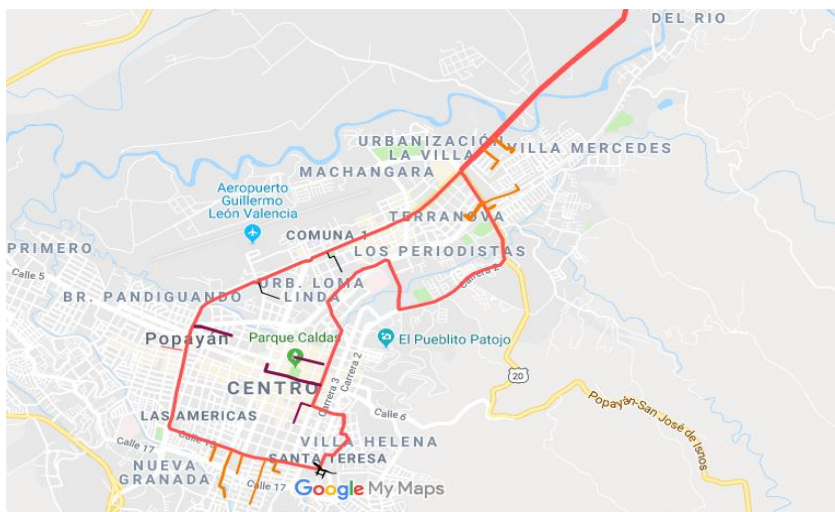 DEL RIO
URBANIZACIÓN
LA VILLA
VILLA MERCEDES
MACHANGARA
Aeropuerto
Guillermo
León Valencia
TERRANOVA
COMUNA 1
PRIMERO
LOS PERIODISTAS
Calle 5
Carrera 2
URB. LOMA
LINDA
BR. PANDIGUANDO
Popayán
Parque Caldas
El Pueblito Patojo
Carrera 2
20
CENTRO
Carrera 3
Popayán-San José de Isnos
LAS AMERICAS
Calle 6
Calle 17
Calle 15
VILLA HELENA
SANTA TERESA
NUEVA
GRANADA
Calle 17
Google My Maps